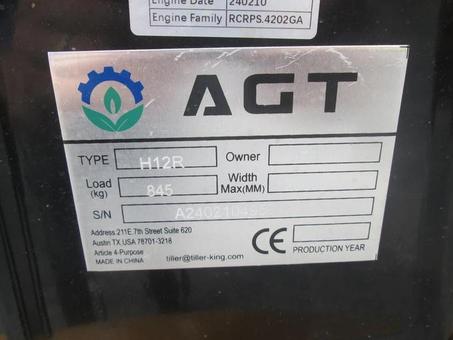 Engine Date 240210
Engine Family RCRPS.4202GA
AGT
TYPE H12R Owner
Load (kg) 845 Width Max(MM)
S/N
Address:211E.7th Street Suite 620
Austin TX.USA 78701-3218
Article 4-Purpose
MADE IN CHINA tiller@tiller-king.com
CE PRODUCTION YEAR